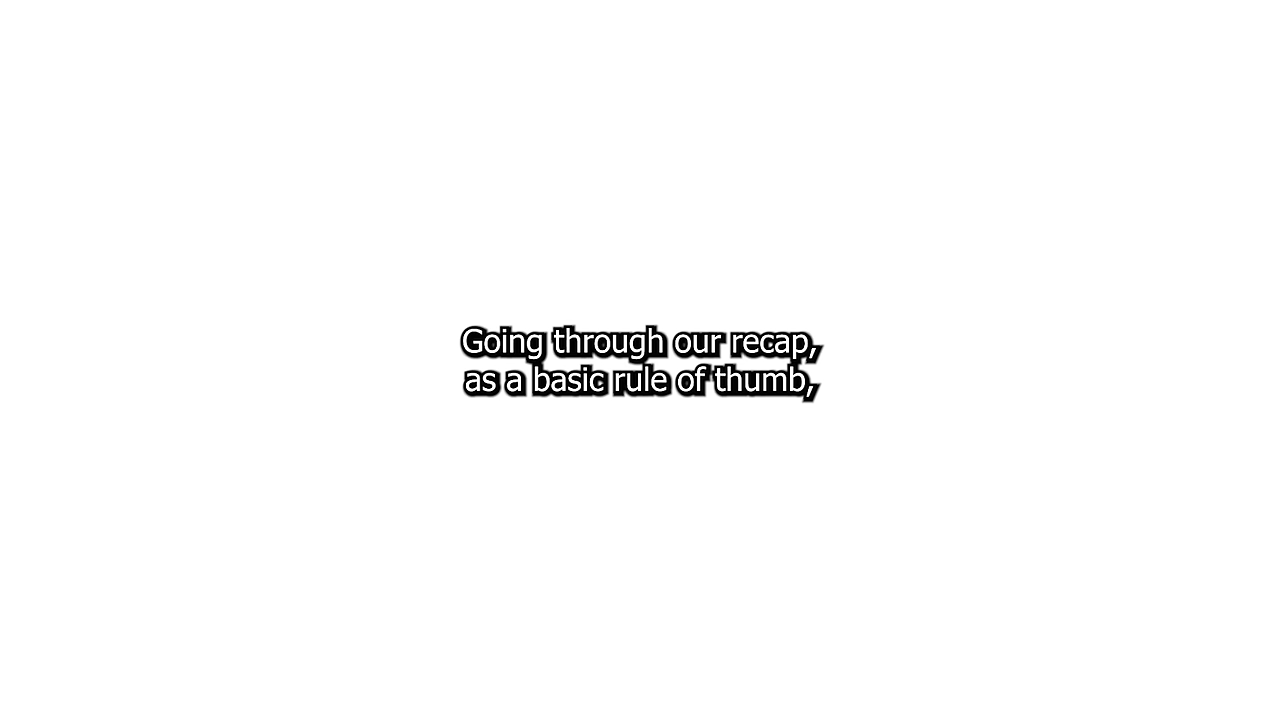 Going through our recap,
as a basic rule of thumb,